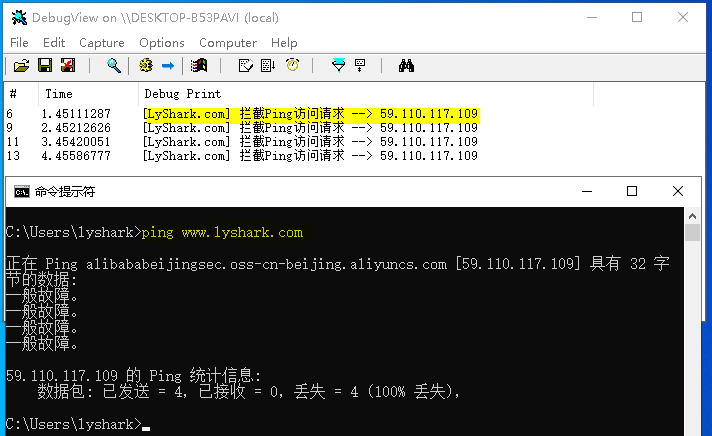 DebugView on \\DESKTOP-B53PAVI (local)
File Edit Capture Options Computer Help
# Time Debug Print
6 1.45111287 [LyShark.com] 拦截Ping访问请求 --> 59.110.117.109
9 2.45212626 [LyShark.com] 拦截Ping访问请求 --> 59.110.117.109
11 3.45420051 [LyShark.com] 拦截Ping访问请求 --> 59.110.117.109
13 4.45586777 [LyShark.com] 拦截Ping访问请求 --> 59.110.117.109
命令提示符
C:\Users\lyshark>ping www.lyshark.com
正在 Ping alibababeijingsec.oss-cn-beijing.aliyuncs.com [59.110.117.109] 具有 32 字
节的数据:
一般故障。
一般故障。
一般故障。
一般故障。
59.110.117.109 的 Ping 统计信息:
数据包: 已发送 = 4, 已接收 = 0, 丢失 = 4 (100% 丢失),
C:\Users\lyshark>